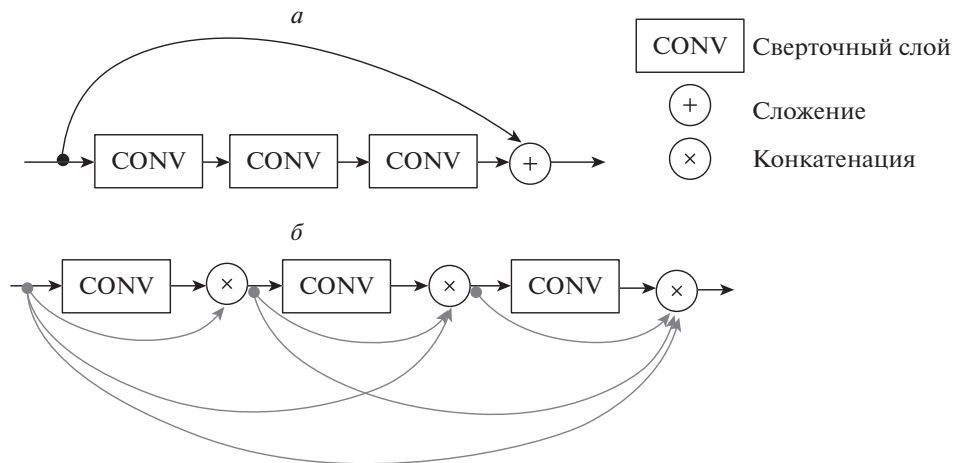 а
CONV Сверточный слой
+ Сложение
CONV CONV CONV +
× Конкатенация
б
CONV × CONV × CONV ×